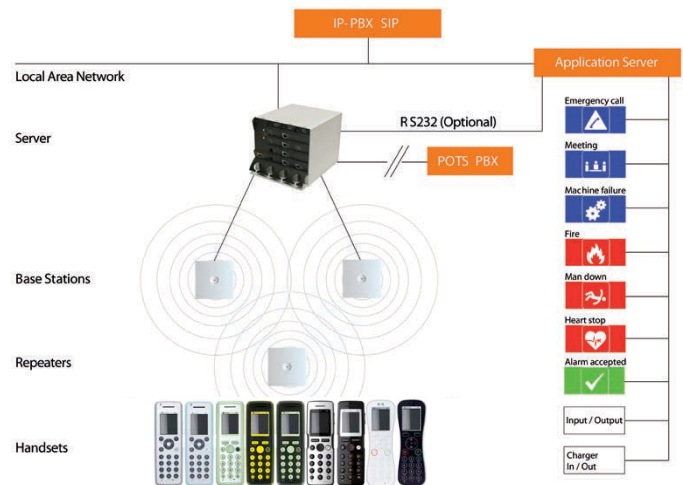 IP-PBX SIP
Application Server
Local Area Network
Emergency call
RS232 (Optional)
Server
Meeting
POTS PBX
Machine failure
Fire
Base Stations
Man down
Heart stop
Repeaters
Alarm accepted
Input / Output
Handsets
Charger
In / Out